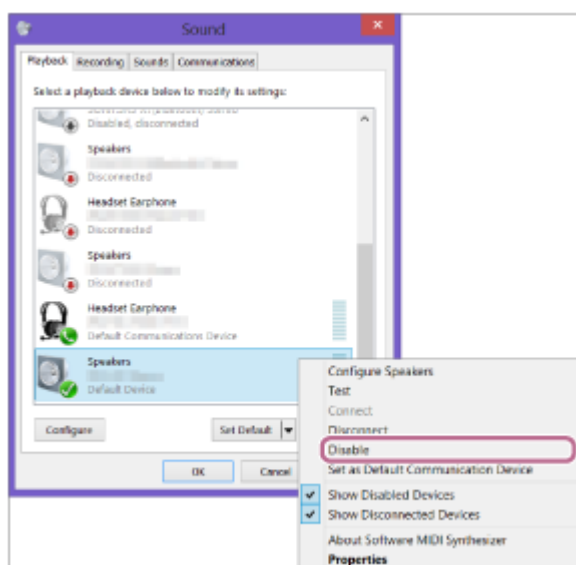 Sound
Playback Recording Sounds Communications
Select a playback device below to modify its settings:
Disabled, disconnected
Speakers
Disconnected
Headset Earphone
Disconnected
Speakers
Disconnected
Headset Earphone
Default Communications Device
Speakers
Default Device
Configure Set Default
OK Cancel
Configure Speakers
Test
Connect
Disconnect
Disable
Set as Default Communication Device
Show Disabled Devices
Show Disconnected Devices
About Software MIDI Synthesizer
Properties